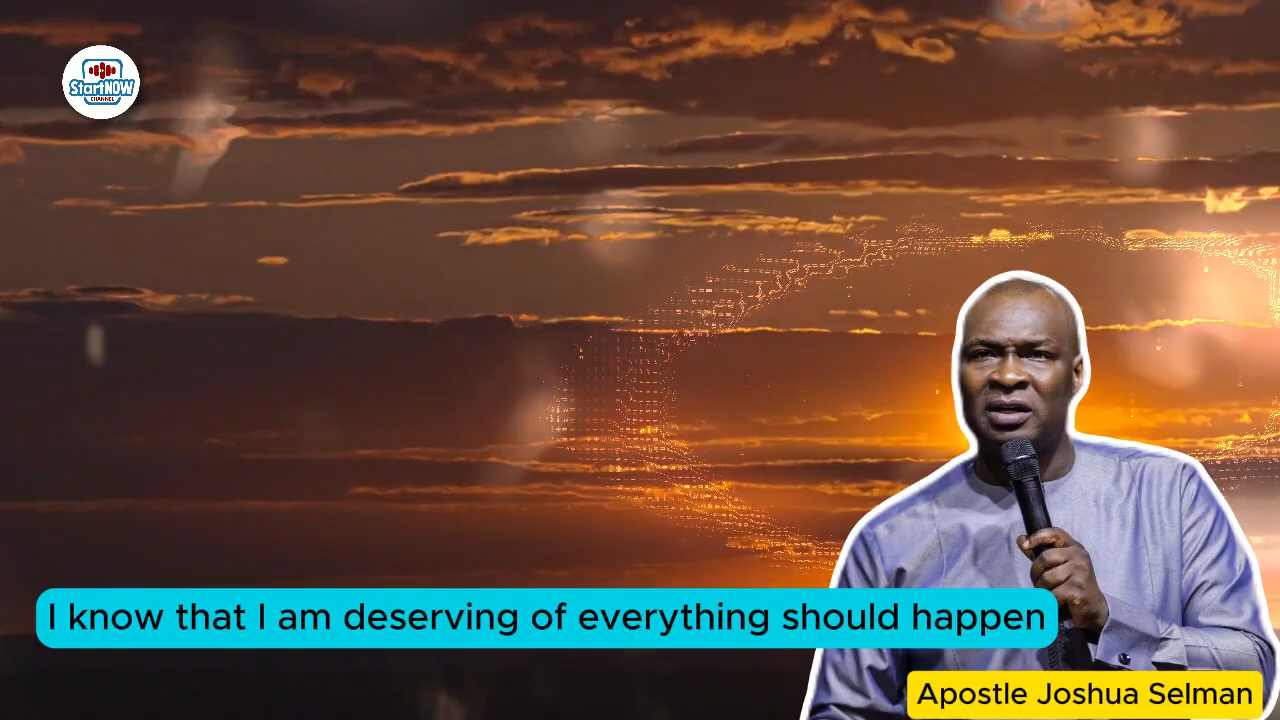 StartNOW
CHANNEL
I know that I am deserving of everything should happen
Apostle Joshua Selman